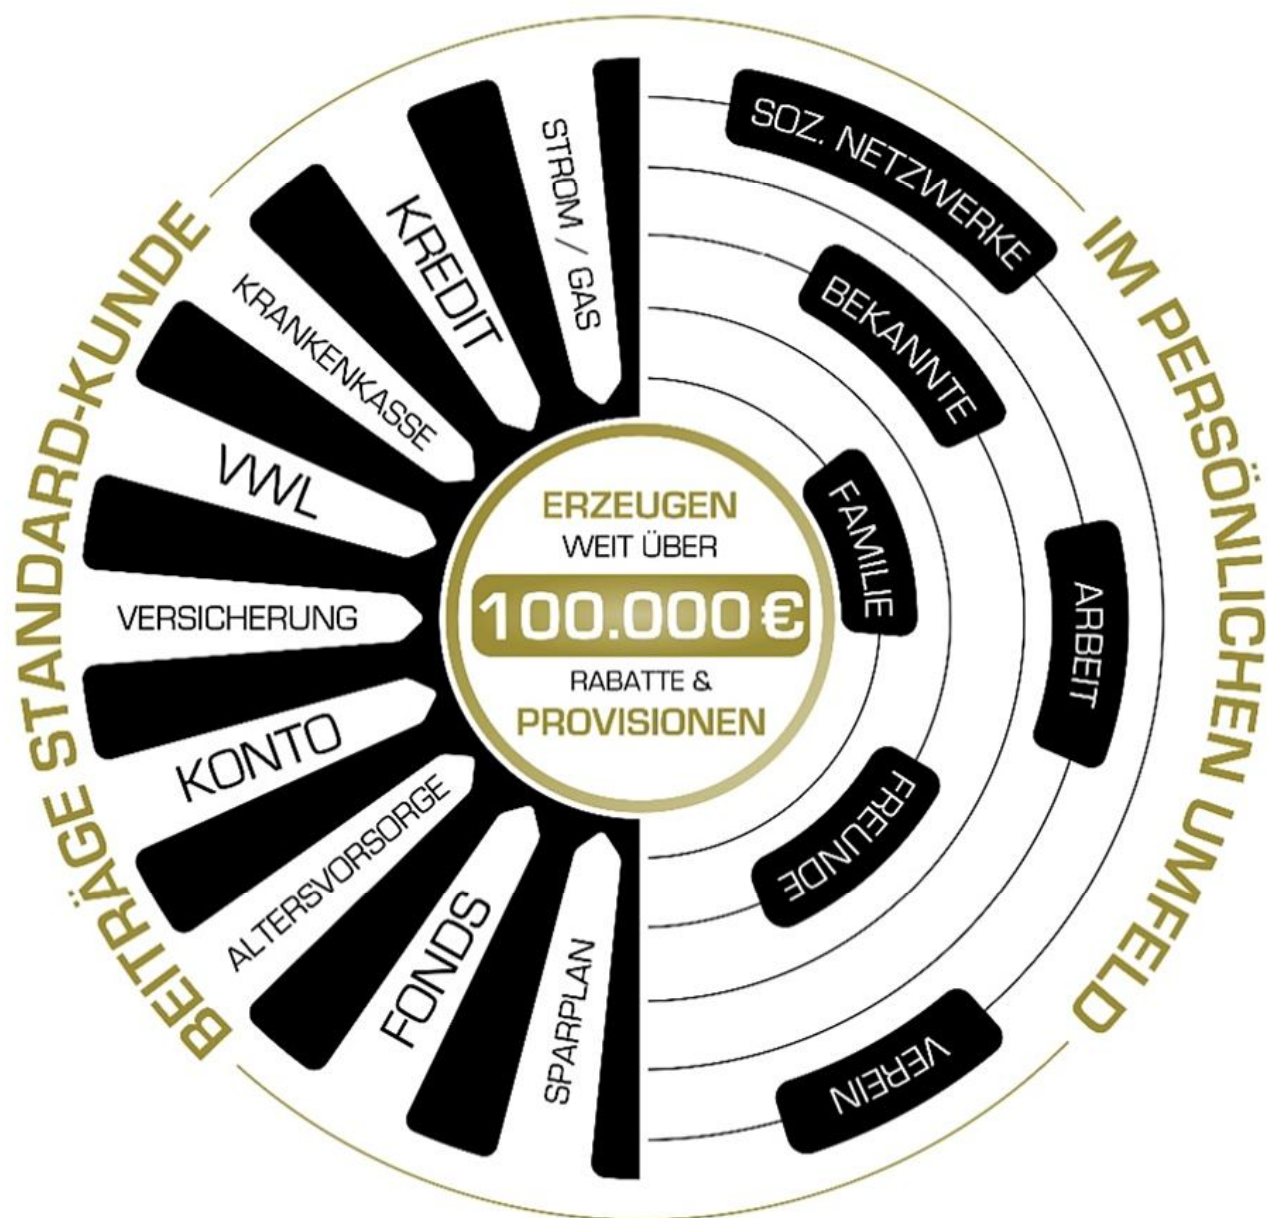 BEITRÄGE STANDARD-KUNDE
STROM / GAS
KREDIT
KRANKENKASSE
VWL
VERSICHERUNG
KONTO
ALTERSVORSORGE
FONDS
SPARPLAN
ERZEUGEN
WEIT ÜBER
100.000 €
RABATTE &
PROVISIONEN
IM PERSÖNLICHEN UMFELD
SOZ. NETZWERKE
BEKANNTE
FAMILIE
ARBEIT
FREUNDE
VEREIN